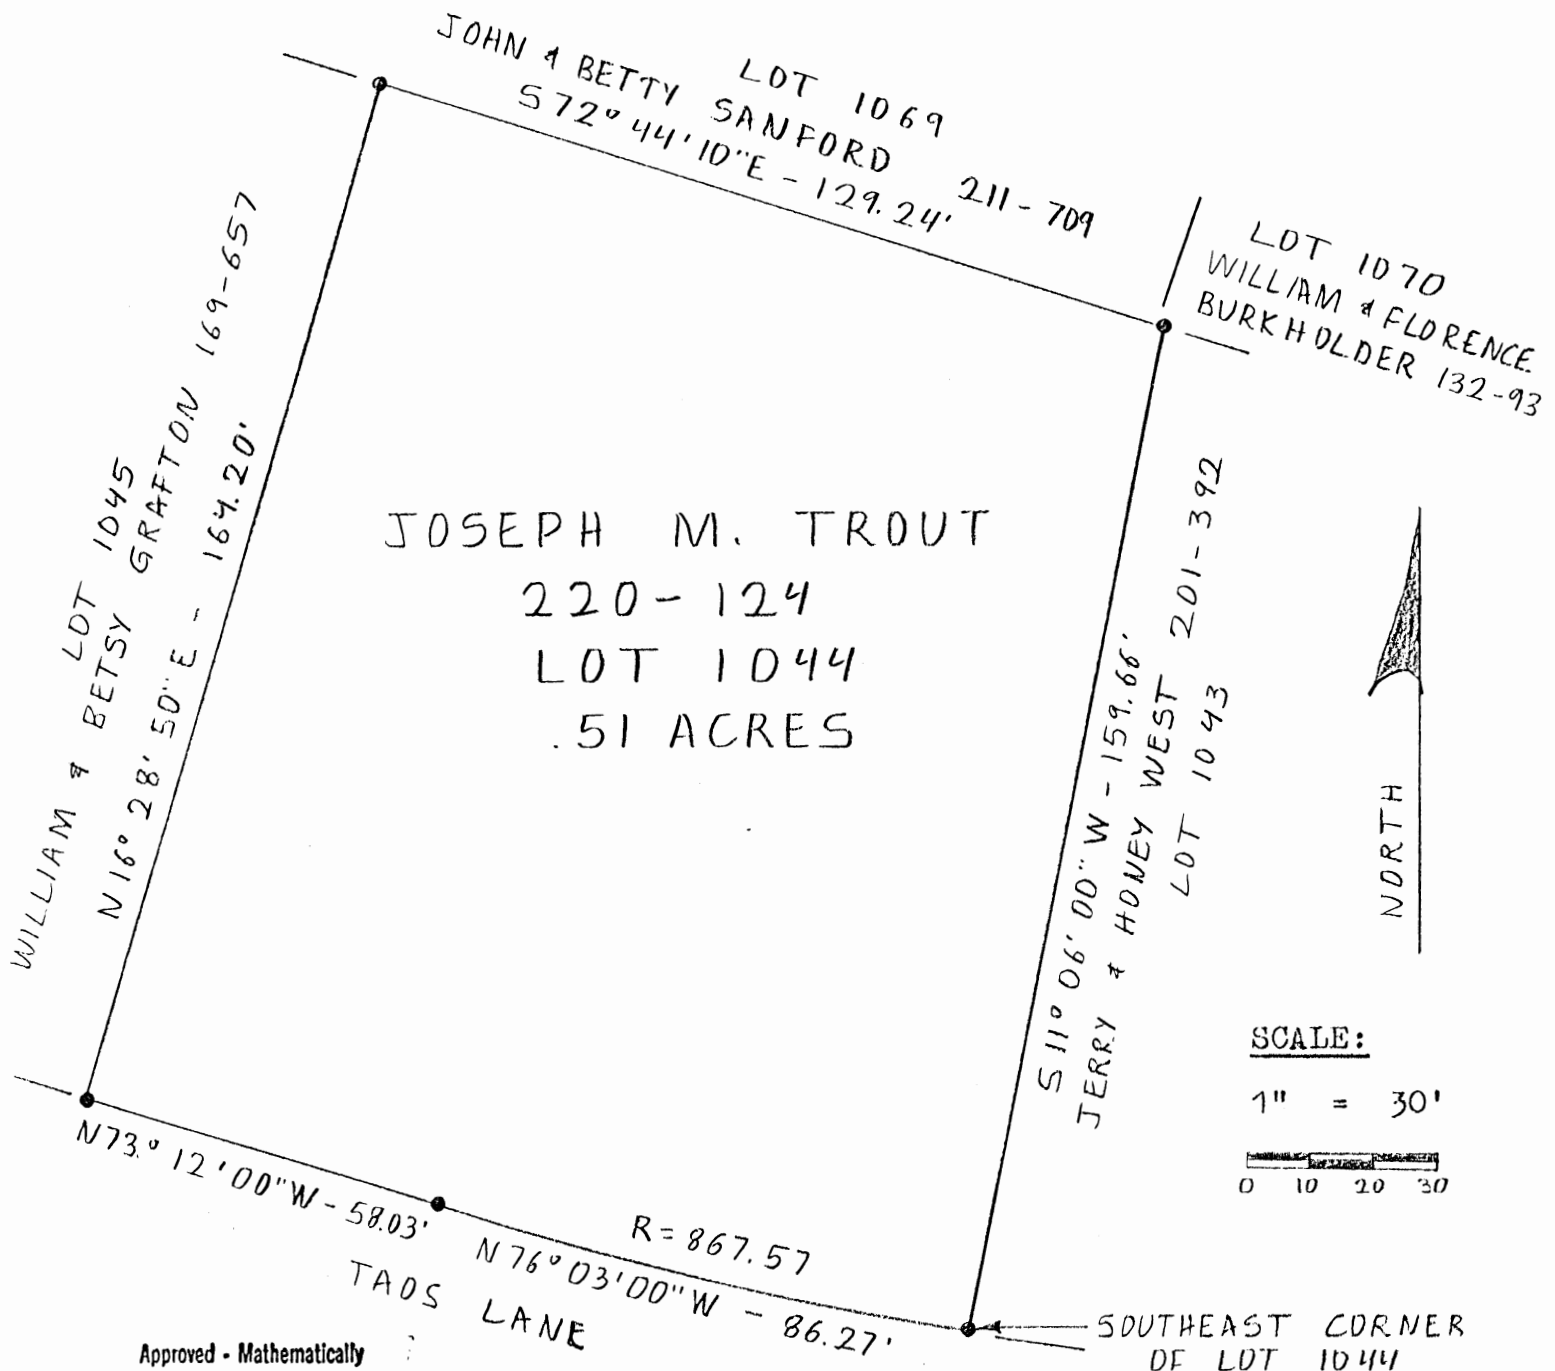 LOT 1069
JOHN & BETTY SANFORD 211-709
S72° 44' 10"E - 129.24'
LOT 1070
WILLIAM & FLORENCE
BURKHOLDER 132-93
LOT 1045
WILLIAM & BETSY GRAFTON 169-657
N16° 28' 50"E - 164.20'
JOSEPH M. TROUT
220-124
LOT 1044
.51 ACRES
S11° 06' 00"W - 159.66'
JERRY & HONEY WEST 201-392
LOT 1043
NORTH
SCALE:
1" = 30'
0 10 20 30
N73° 12' 00"W - 58.03'
R = 867.57
N76° 03' 00"W - 86.27'
TAOS LANE
SOUTHEAST CORNER
OF LOT 1044
Approved - Mathematically